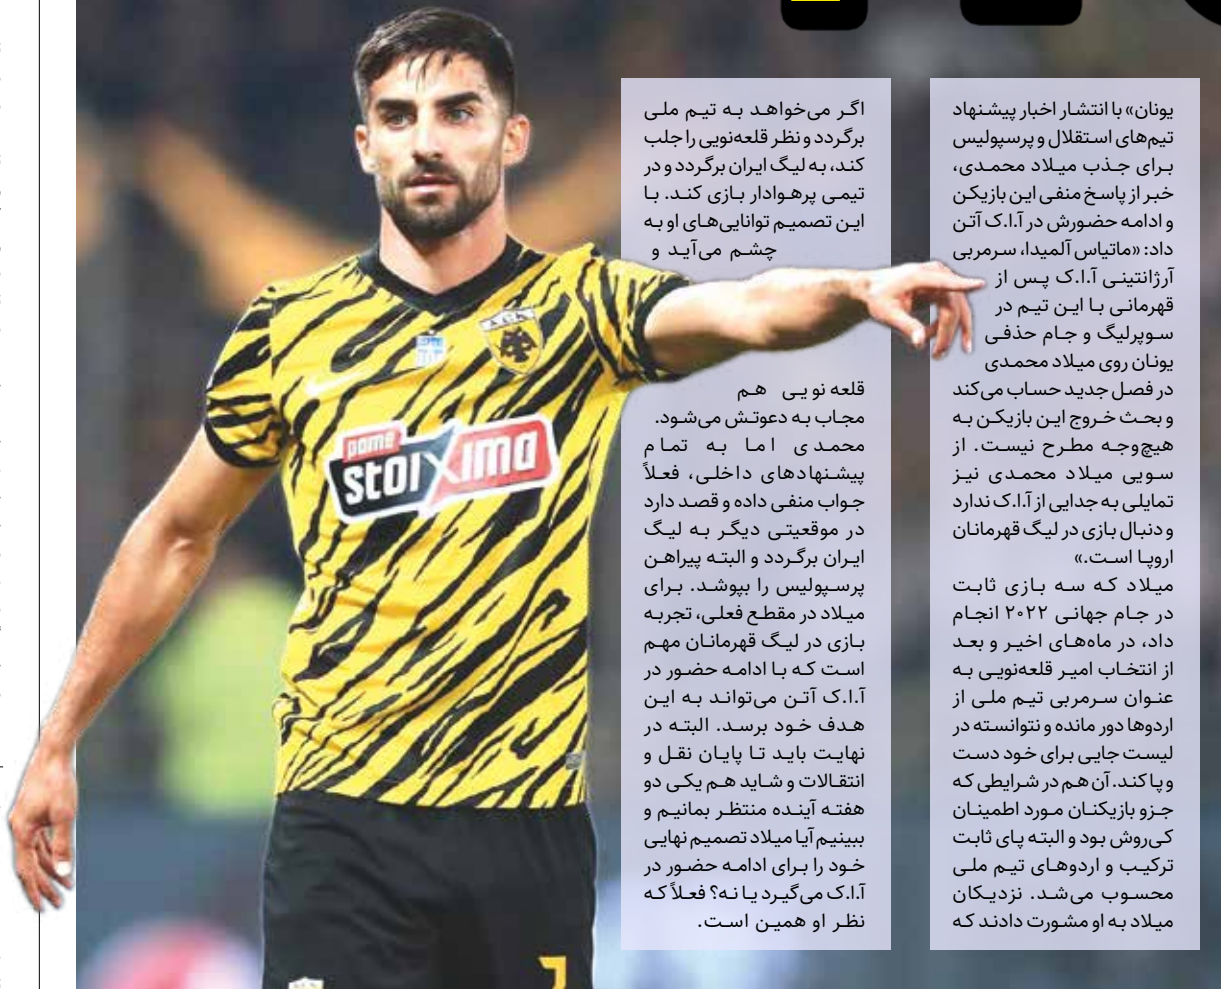 یونان» با انتشار اخبار پیشنهاد
تیم‌های استقلال و پرسپولیس
برای جذب میلاد محمدی،
خبر از پاسخ منفی این بازیکن
و ادامه حضورش در آ.ا.ک آتن
داد: «ماتیاس آلمیدا، سرمربی
آرژانتینی آ.ا.ک پس از
قهرمانی با این تیم در
سوپرلیگ و جام حذفی
یونان روی میلاد محمدی
در فصل جدید حساب می‌کند
و بحث خروج این بازیکن به
هیچ‌وجه مطرح نیست. از
سویی میلاد محمدی نیز
تمایلی به جدایی از آ.ا.ک ندارد
و دنبال بازی در لیگ قهرمانان
اروپا است.»
میلاد که سه بازی ثابت
در جام جهانی ۲۰۲۲ انجام
داد، در ماه‌های اخیر و بعد
از انتخاب امیر قلعه‌نویی به
عنوان سرمربی تیم ملی از
اردوها دور مانده و نتوانسته در
لیست جایی برای خود دست
و پا کند. آن هم در شرایطی که
جزو بازیکنان مورد اطمینان
کی‌روش بود و البته پای ثابت
ترکیب و اردوهای تیم ملی
محسوب می‌شد. نزدیکان
میلاد به او مشورت دادند که
اگر می‌خواهد به تیم ملی
برگردد و نظر قلعه‌نویی را جلب
کند، به لیگ ایران برگردد و در
تیمی پرهوادار بازی کند. با
این تصمیم توانایی‌های او به
چشم می‌آید و
قلعه نویی هم
مجاب به دعوتش می‌شود.
محمدی اما به تمام
پیشنهادهای داخلی، فعلاً
جواب منفی داده و قصد دارد
در موقعیتی دیگر به لیگ
ایران برگردد و البته پیراهن
پرسپولیس را بپوشد. برای
میلاد در مقطع فعلی، تجربه
بازی در لیگ قهرمانان مهم
است که با ادامه حضور در
آ.ا.ک آتن می‌تواند به این
هدف خود برسد. البته در
نهایت باید تا پایان نقل و
انتقالات و شاید هم یکی دو
هفته آینده منتظر بمانیم و
ببینیم آیا میلاد تصمیم نهایی
خود را برای ادامه حضور در
آ.ا.ک می‌گیرد یا نه؟ فعلاً که
نظر او همین است.
pame
stoixima